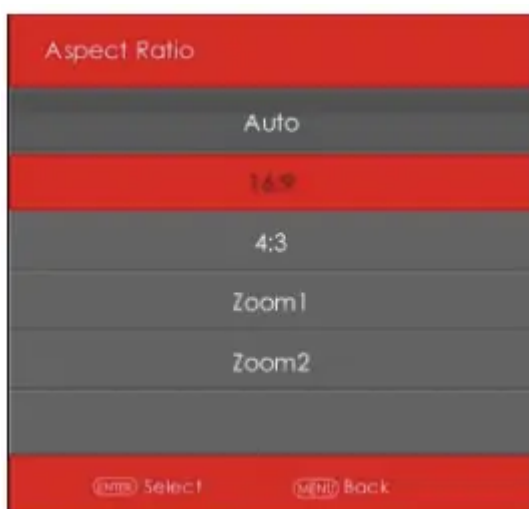 Aspect Ratio
Auto
16:9
4:3
Zoom1
Zoom2
ENTER Select MENU Back